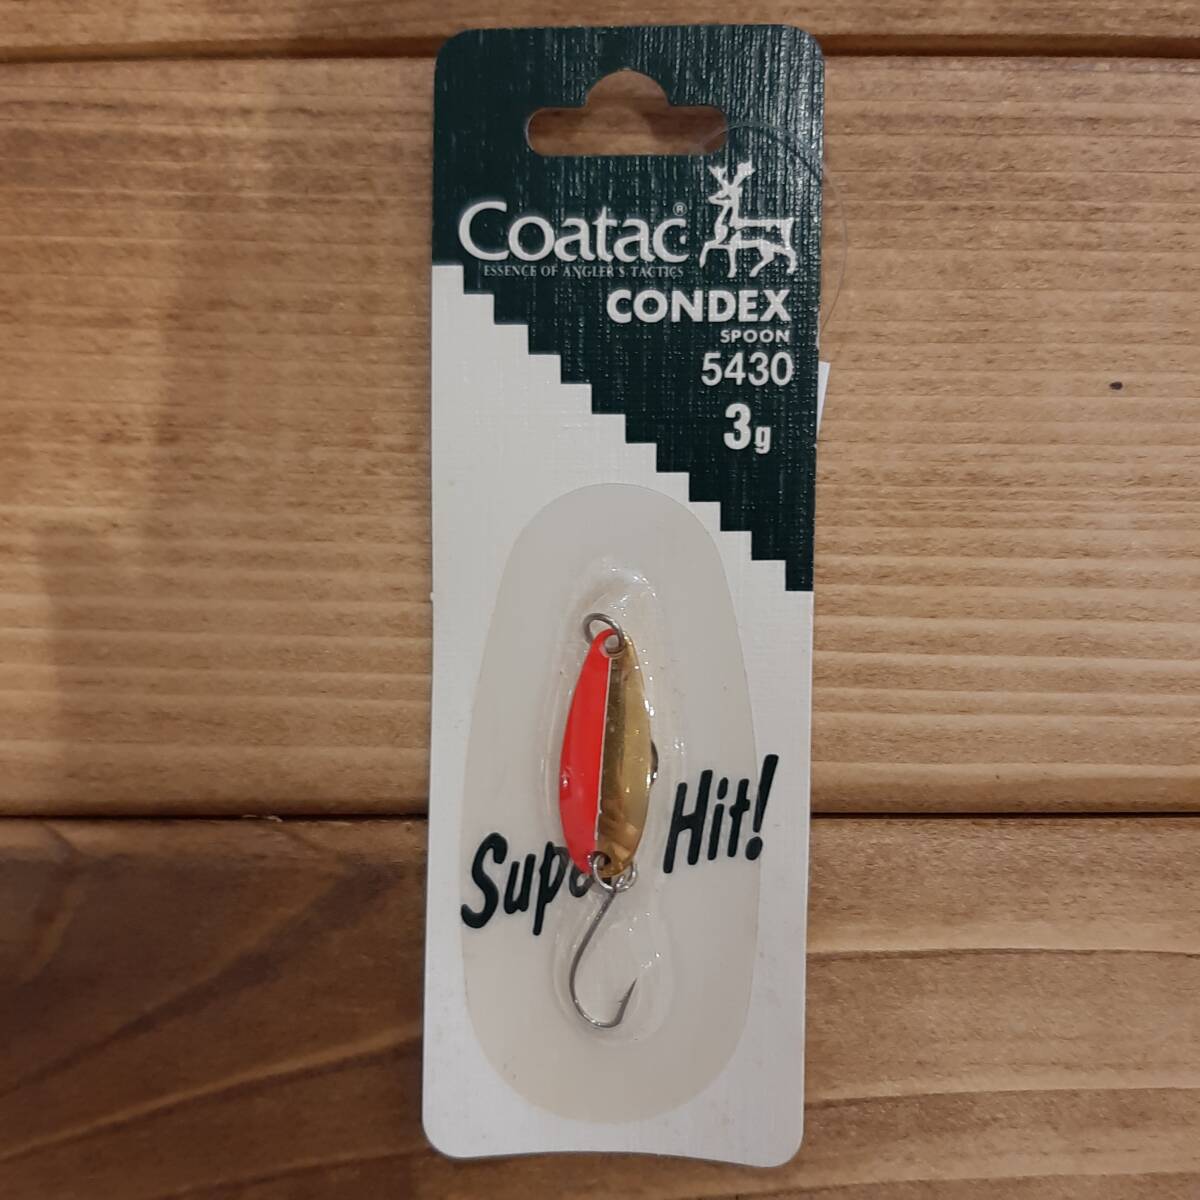 Coatac®
ESSENCE OF ANGLER'S TACTICS
CONDEX
SPOON
5430
3g
Hit!